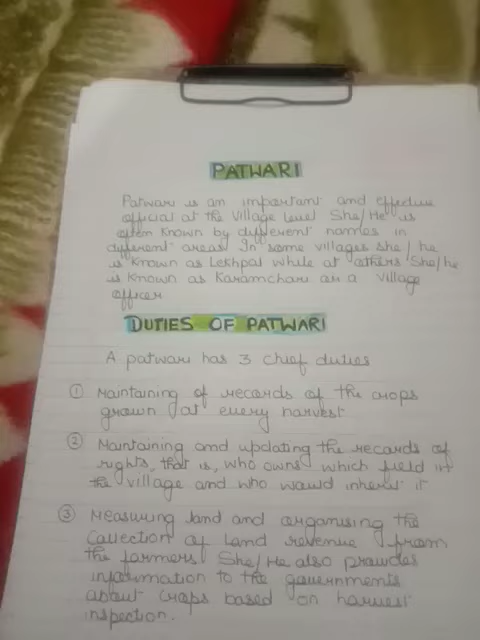 PATWARI
Patwari is an important and effective
official at the village level She/He is
often known by different names in
different areas In some villages she/he
is known as Lekhpal while at others She/he
is known as Karamchari or a village
officer
DUTIES OF PATWARI
A patwari has 3 chief duties
① Maintaining of records of the crops
grown at every harvest
② Maintaining and updating the records of
rights, that is, who owns which field in
the village and who would inherit it
③ Measuring land and organising the
collection of land revenue from
the farmers She/He also provides
information to the governments
about crops based on harvest
inspection.